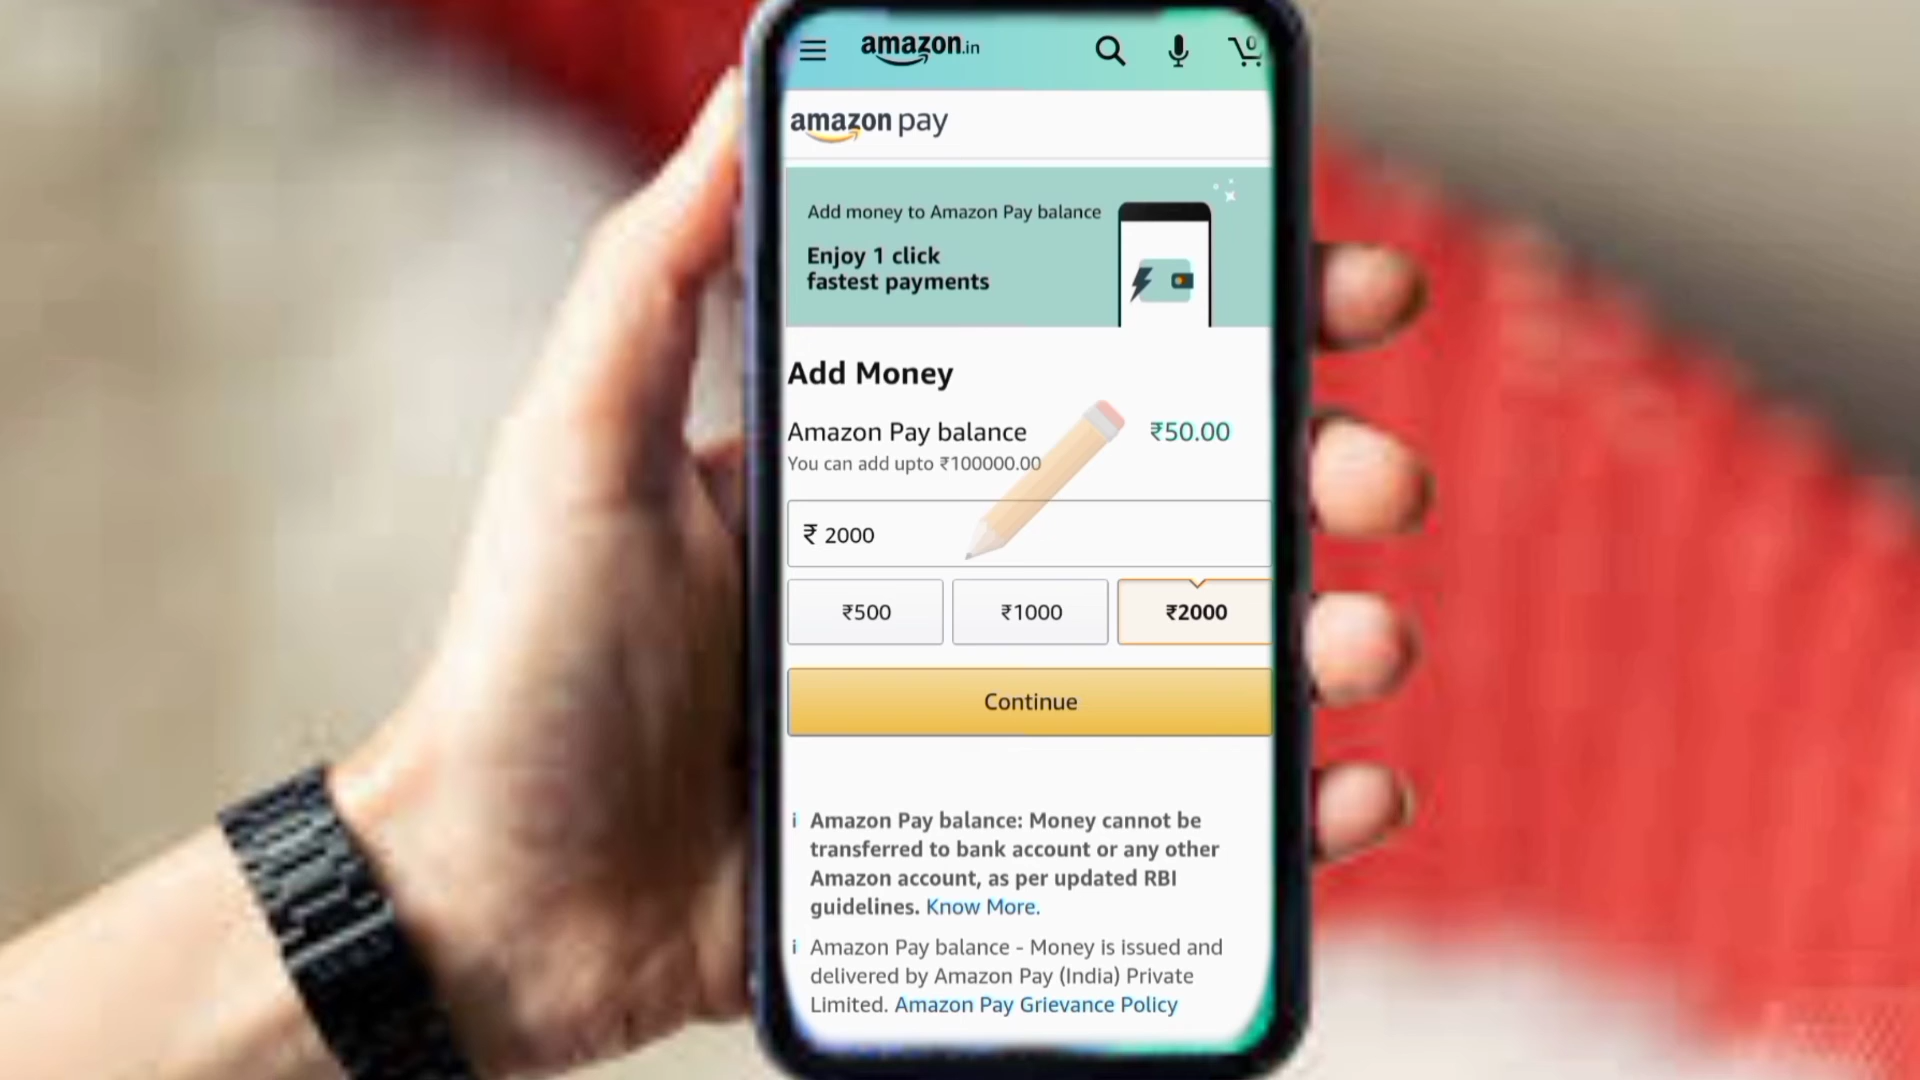 amazon.in
0
amazon pay
Add money to Amazon Pay balance
Enjoy 1 click
fastest payments
Add Money
Amazon Pay balance ₹50.00
You can add upto ₹100000.00
₹ 2000
₹500 ₹1000 ₹2000
Continue
i Amazon Pay balance: Money cannot be
transferred to bank account or any other
Amazon account, as per updated RBI
guidelines. Know More.
i Amazon Pay balance - Money is issued and
delivered by Amazon Pay (India) Private
Limited. Amazon Pay Grievance Policy